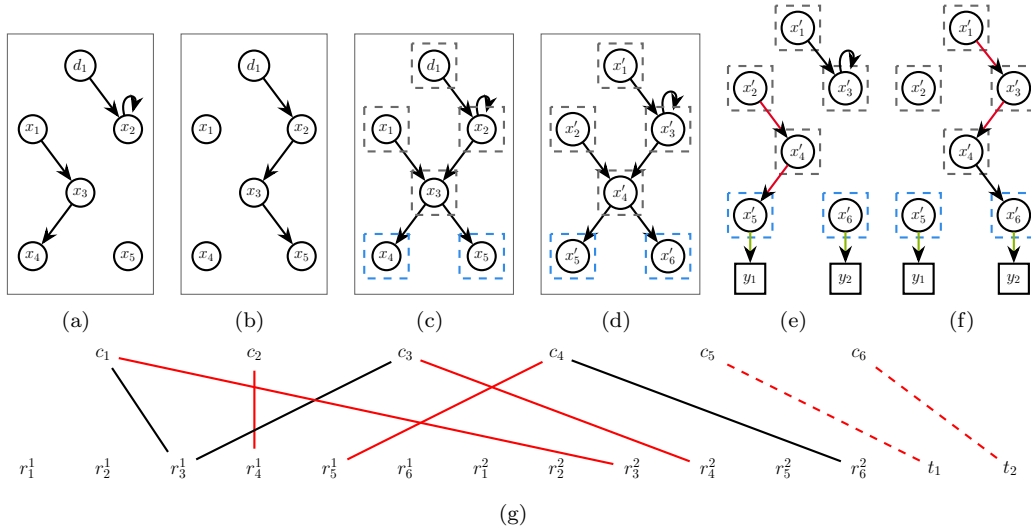 d₁
x₁
x₂
x₃
x₄
x₅
(a)
d₁
x₁
x₂
x₃
x₄
x₅
(b)
d₁
x₁
x₂
x₃
x₄
x₅
(c)
x′₁
x′₂
x′₃
x′₄
x′₅
x′₆
(d)
x′₁
x′₂
x′₃
x′₄
x′₅
x′₆
y₁
y₂
(e)
x′₁
x′₂
x′₃
x′₄
x′₅
x′₆
y₁
y₂
(f)
c₁ c₂ c₃ c₄ c₅ c₆
r¹₁ r¹₂ r¹₃ r¹₄ r¹₅ r¹₆ r²₁ r²₂ r²₃ r²₄ r²₅ r²₆ t₁ t₂
(g)